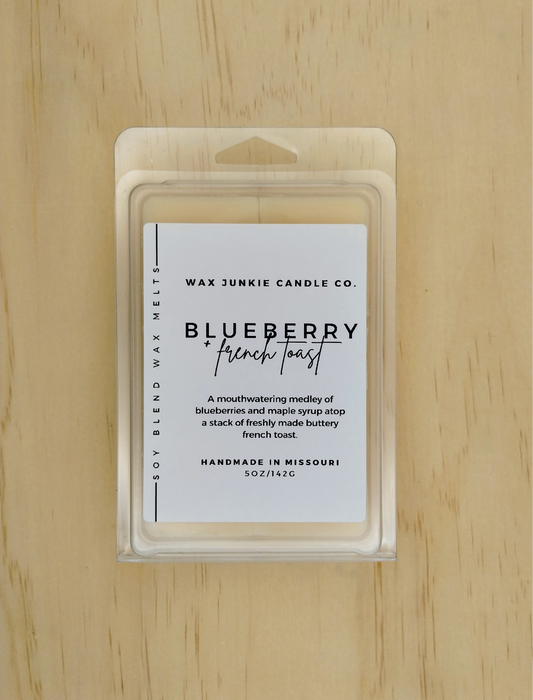 WAX JUNKIE CANDLE CO.
BLUEBERRY
+ french toast
A mouthwatering medley of
blueberries and maple syrup atop
a stack of freshly made buttery
french toast.
HANDMADE IN MISSOURI
5OZ/142G
SOY BLEND WAX MELTS